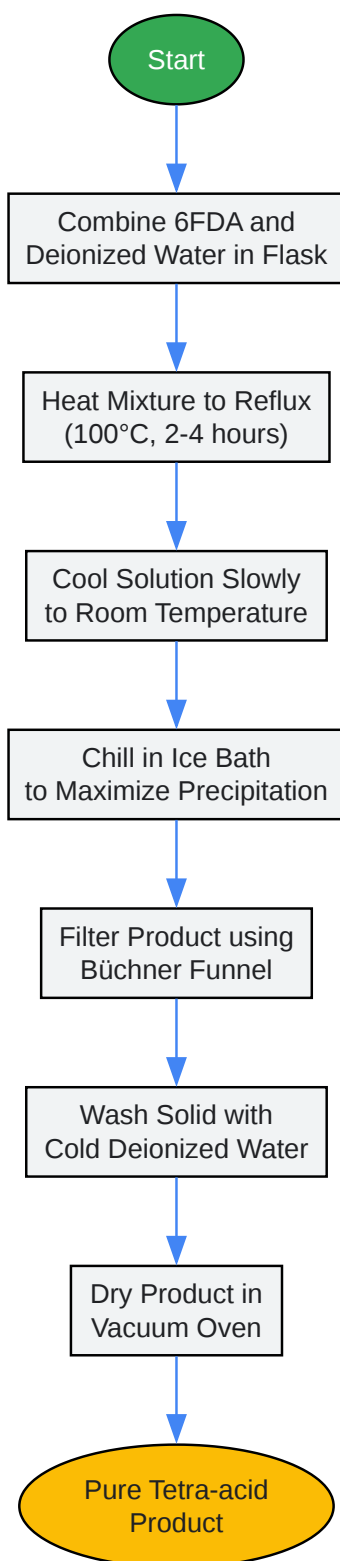 Start
Combine 6FDA and
Deionized Water in Flask
Heat Mixture to Reflux
(100°C, 2-4 hours)
Cool Solution Slowly
to Room Temperature
Chill in Ice Bath
to Maximize Precipitation
Filter Product using
Büchner Funnel
Wash Solid with
Cold Deionized Water
Dry Product in
Vacuum Oven
Pure Tetra-acid
Product